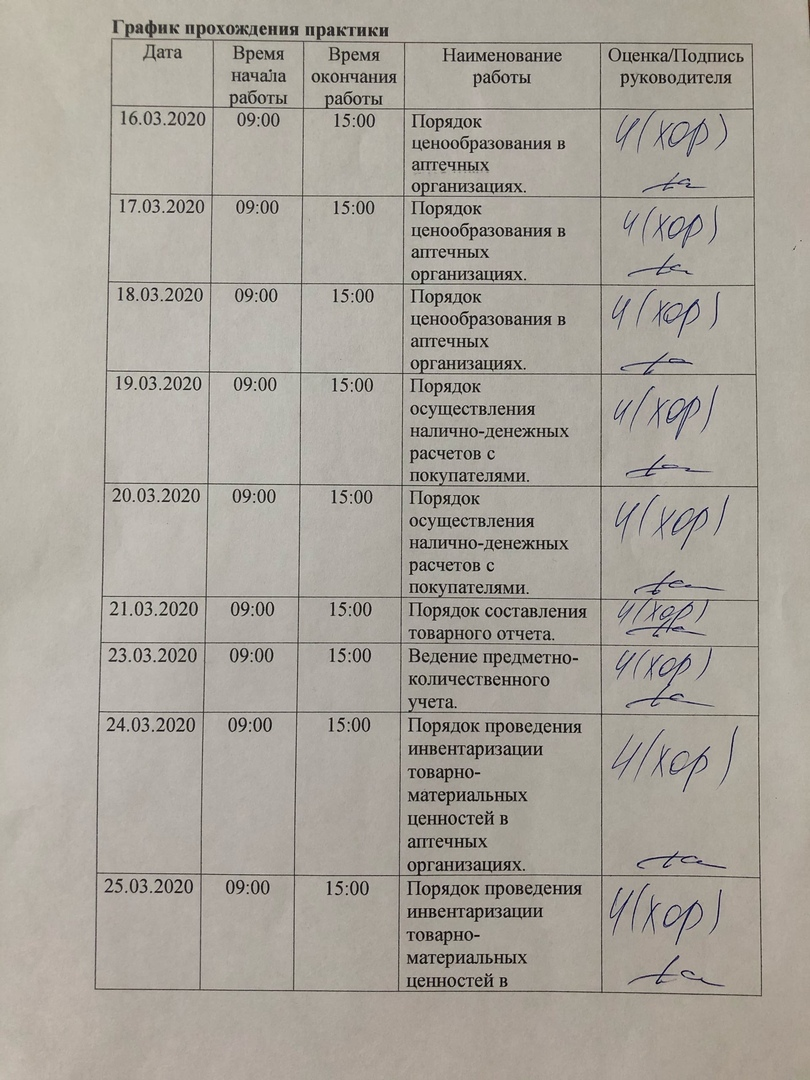 График прохождения практики
Дата
Время
начала
работы
Время
окончания
работы
Наименование
работы
Оценка/Подпись
руководителя
16.03.2020
09:00
15:00
Порядок
ценообразования в
аптечных
организациях.
4(хор)
17.03.2020
09:00
15:00
Порядок
ценообразования в
аптечных
организациях.
4(хор)
18.03.2020
09:00
15:00
Порядок
ценообразования в
аптечных
организациях.
4(хор)
19.03.2020
09:00
15:00
Порядок
осуществления
налично-денежных
расчетов с
покупателями.
4(хор)
20.03.2020
09:00
15:00
Порядок
осуществления
налично-денежных
расчетов с
покупателями.
4(хор)
21.03.2020
09:00
15:00
Порядок составления
товарного отчета.
4(хор)
23.03.2020
09:00
15:00
Ведение предметно-
количественного
учета.
4(хор)
24.03.2020
09:00
15:00
Порядок проведения
инвентаризации
товарно-
материальных
ценностей в
аптечных
организациях.
4(хор)
25.03.2020
09:00
15:00
Порядок проведения
инвентаризации
товарно-
материальных
ценностей в
4(хор)